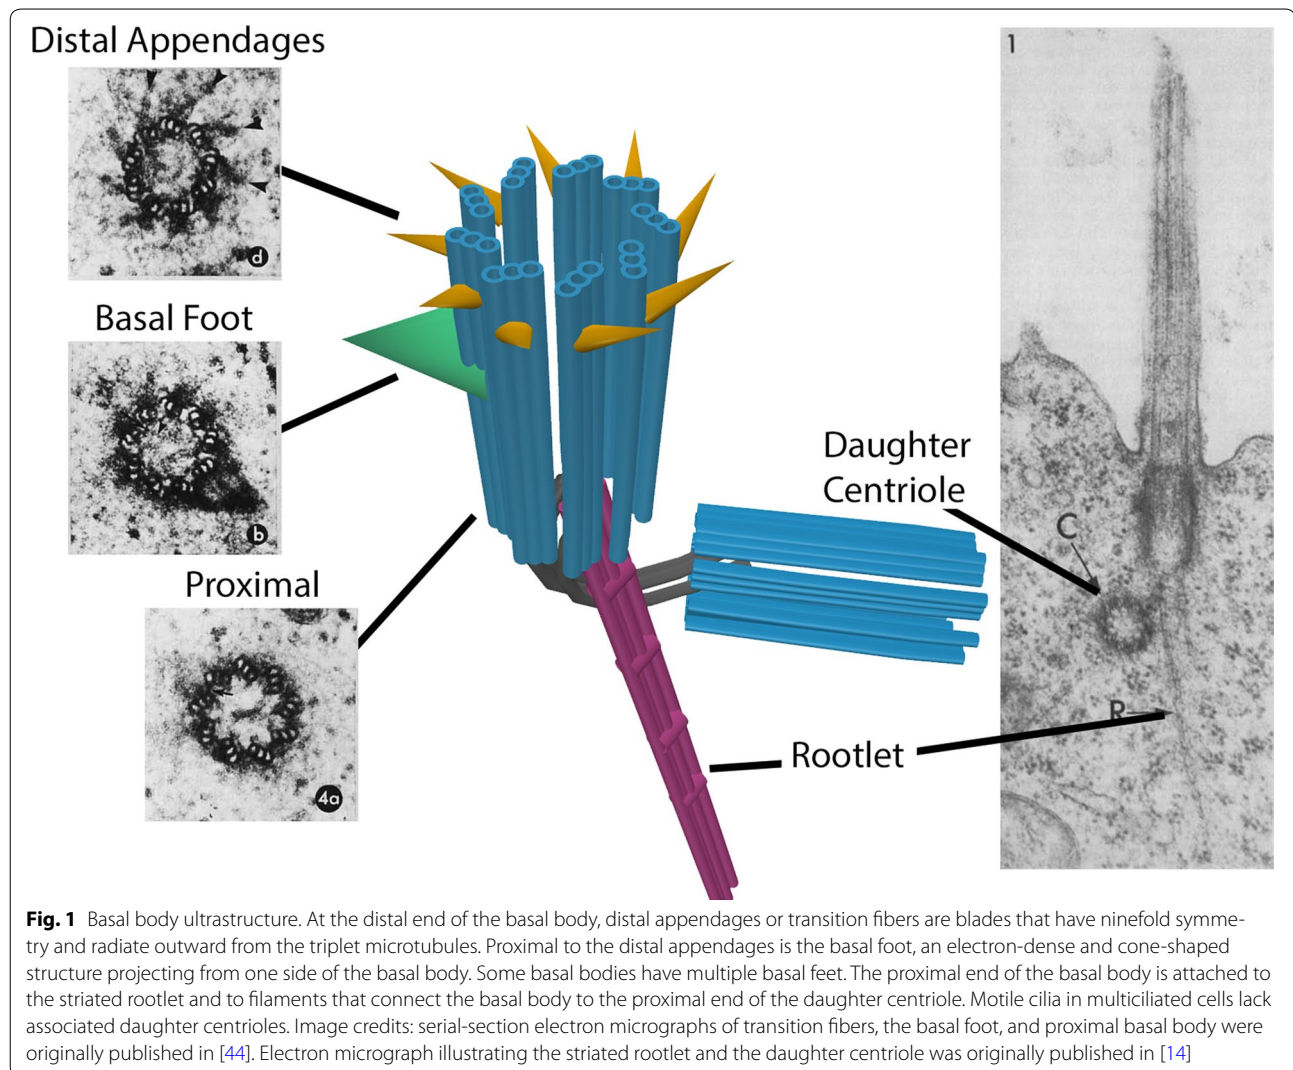 Distal Appendages
d
Basal Foot
b
Proximal
4a
1
Daughter
Centriole
C
R
Rootlet
Fig. 1 Basal body ultrastructure. At the distal end of the basal body, distal appendages or transition fibers are blades that have ninefold symme-
try and radiate outward from the triplet microtubules. Proximal to the distal appendages is the basal foot, an electron-dense and cone-shaped
structure projecting from one side of the basal body. Some basal bodies have multiple basal feet. The proximal end of the basal body is attached to
the striated rootlet and to filaments that connect the basal body to the proximal end of the daughter centriole. Motile cilia in multiciliated cells lack
associated daughter centrioles. Image credits: serial-section electron micrographs of transition fibers, the basal foot, and proximal basal body were
originally published in [44]. Electron micrograph illustrating the striated rootlet and the daughter centriole was originally published in [14]